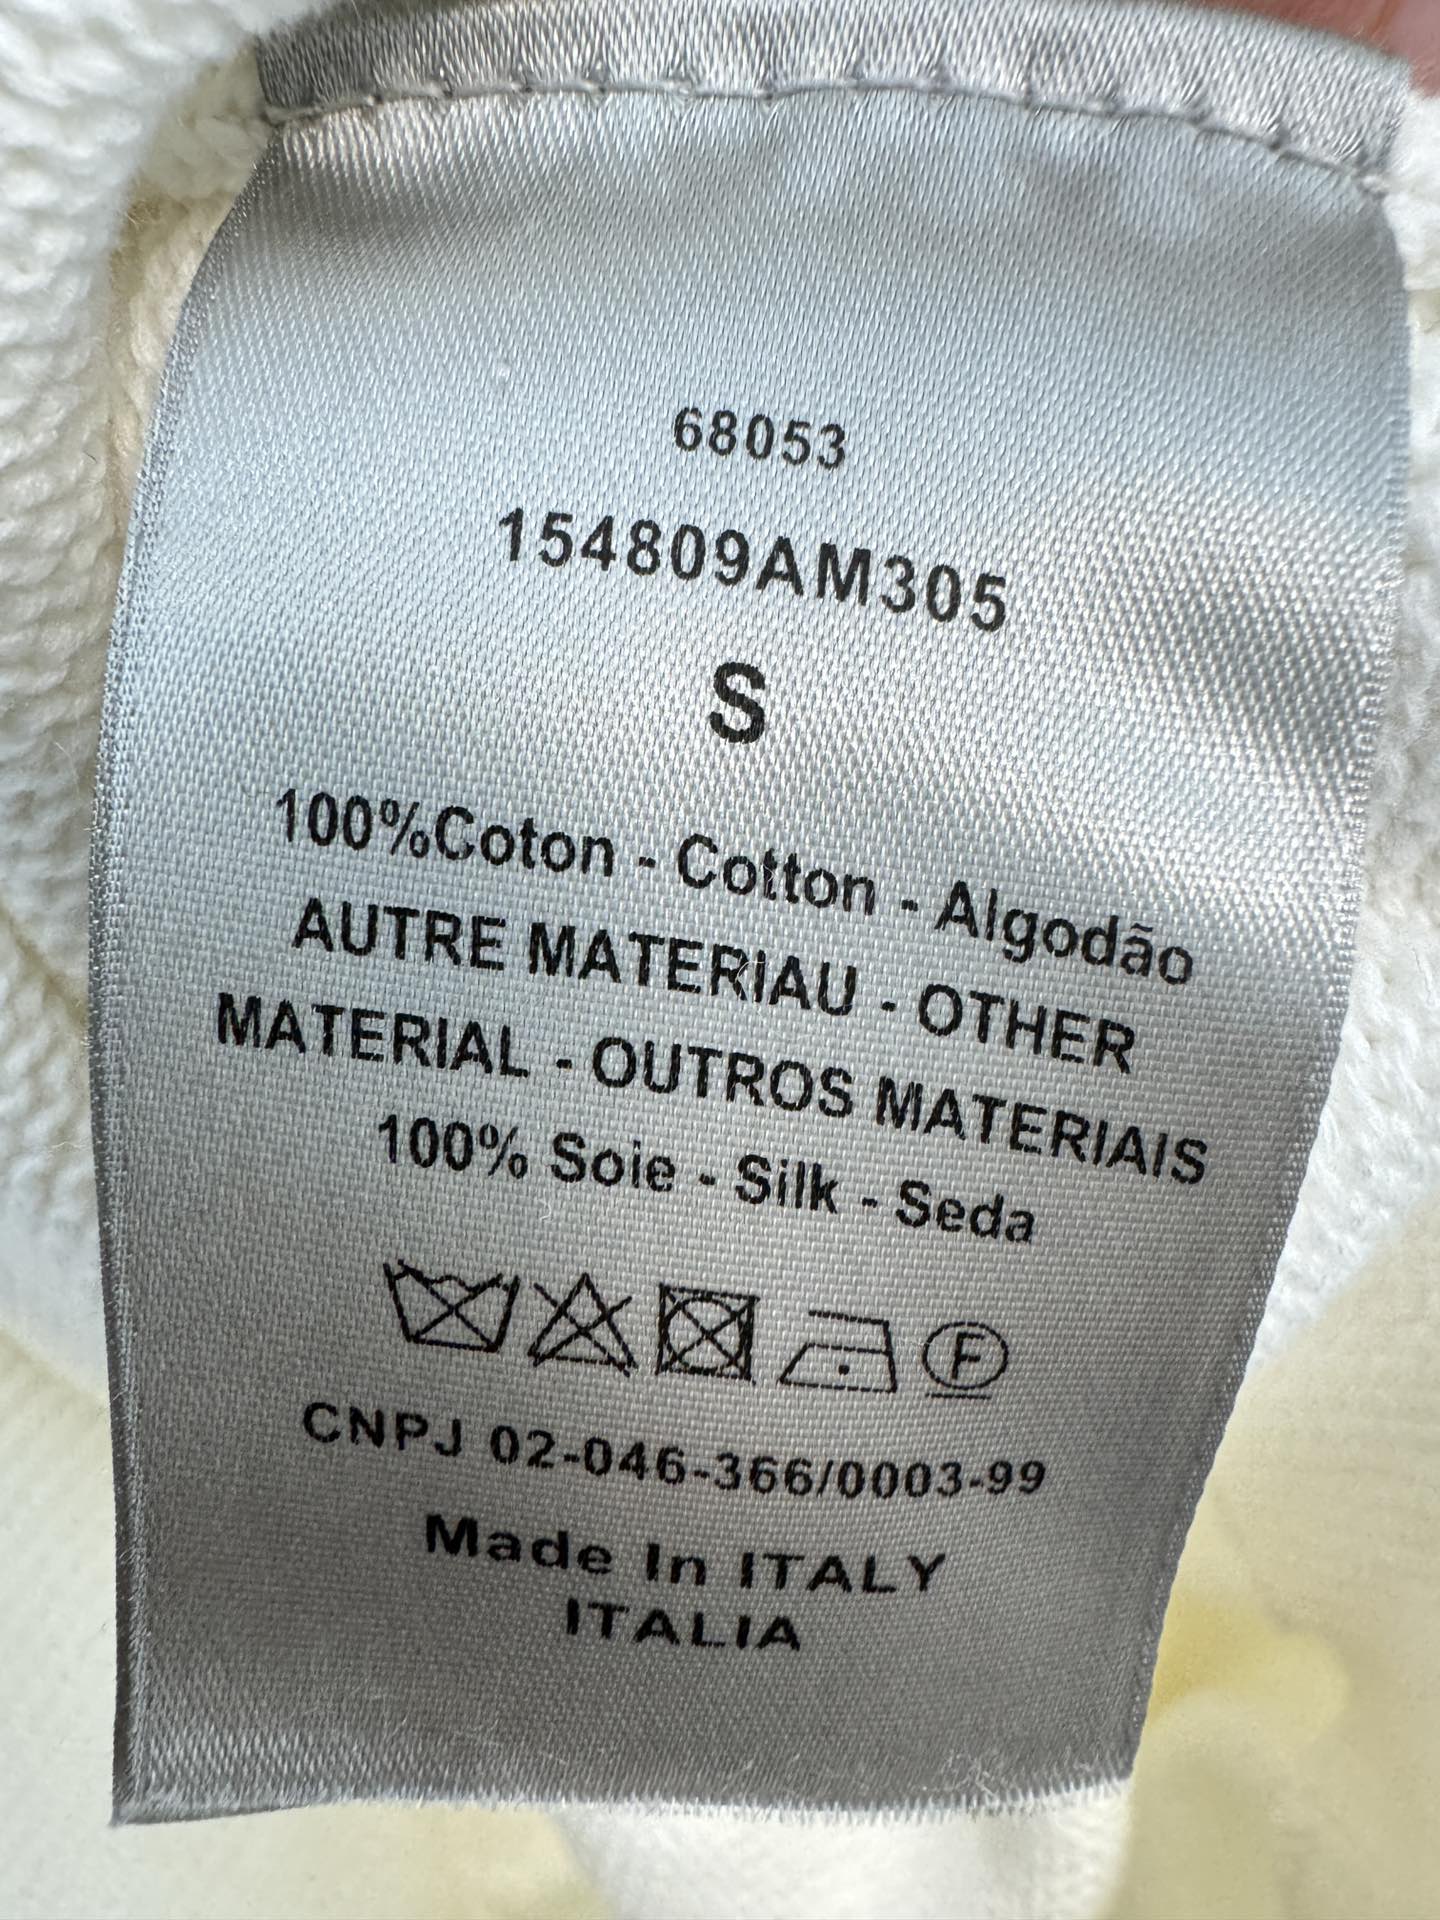 68053
154809AM305
S
100%Coton - Cotton - Algodão
AUTRE MATERIAU - OTHER
MATERIAL - OUTROS MATERIAIS
100% Soie - Silk - Seda
F
CNPJ 02-046-366/0003-99
Made In ITALY
ITALIA